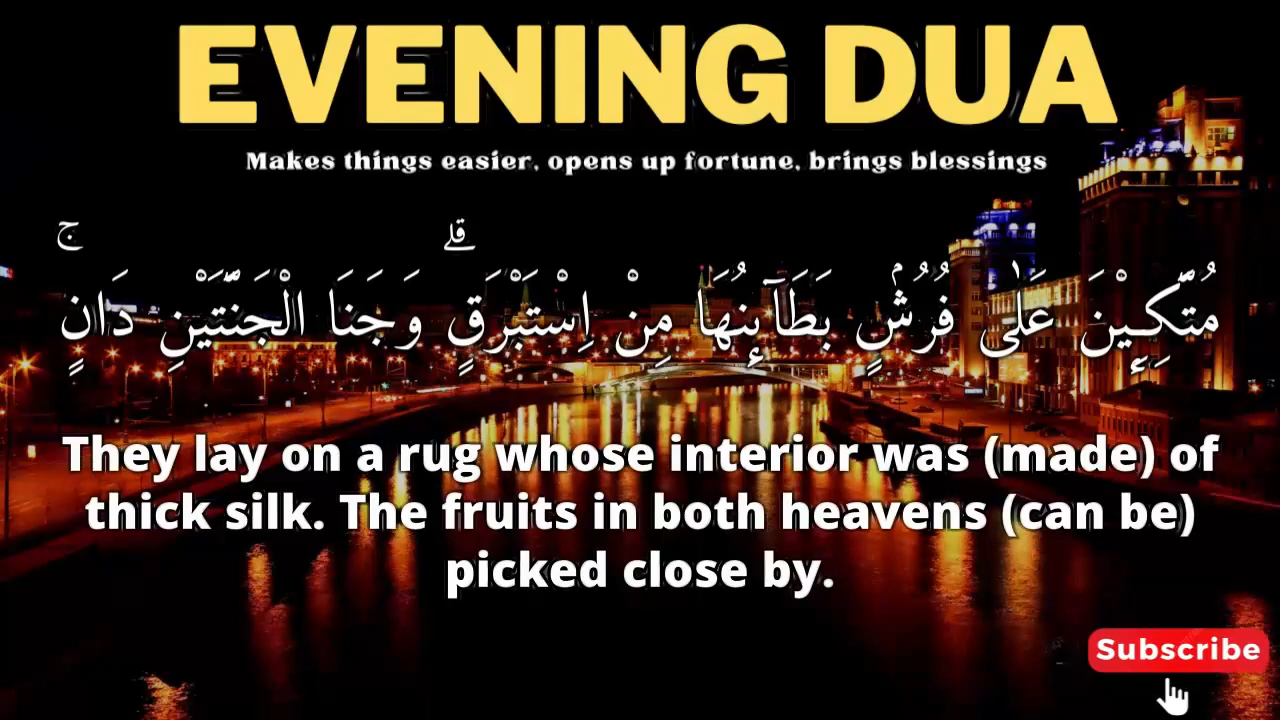 EVENING DUA
Makes things easier, opens up fortune, brings blessings
مُتَّكِـِٕيْنَ عَلٰى فُرُشٍۢ بَطَاۤىِٕنُهَا مِنْ اِسْتَبْرَقٍۗ وَجَنَا الْجَنَّتَيْنِ دَانٍۚ
They lay on a rug whose interior was (made) of
thick silk. The fruits in both heavens (can be)
picked close by.
Subscribe